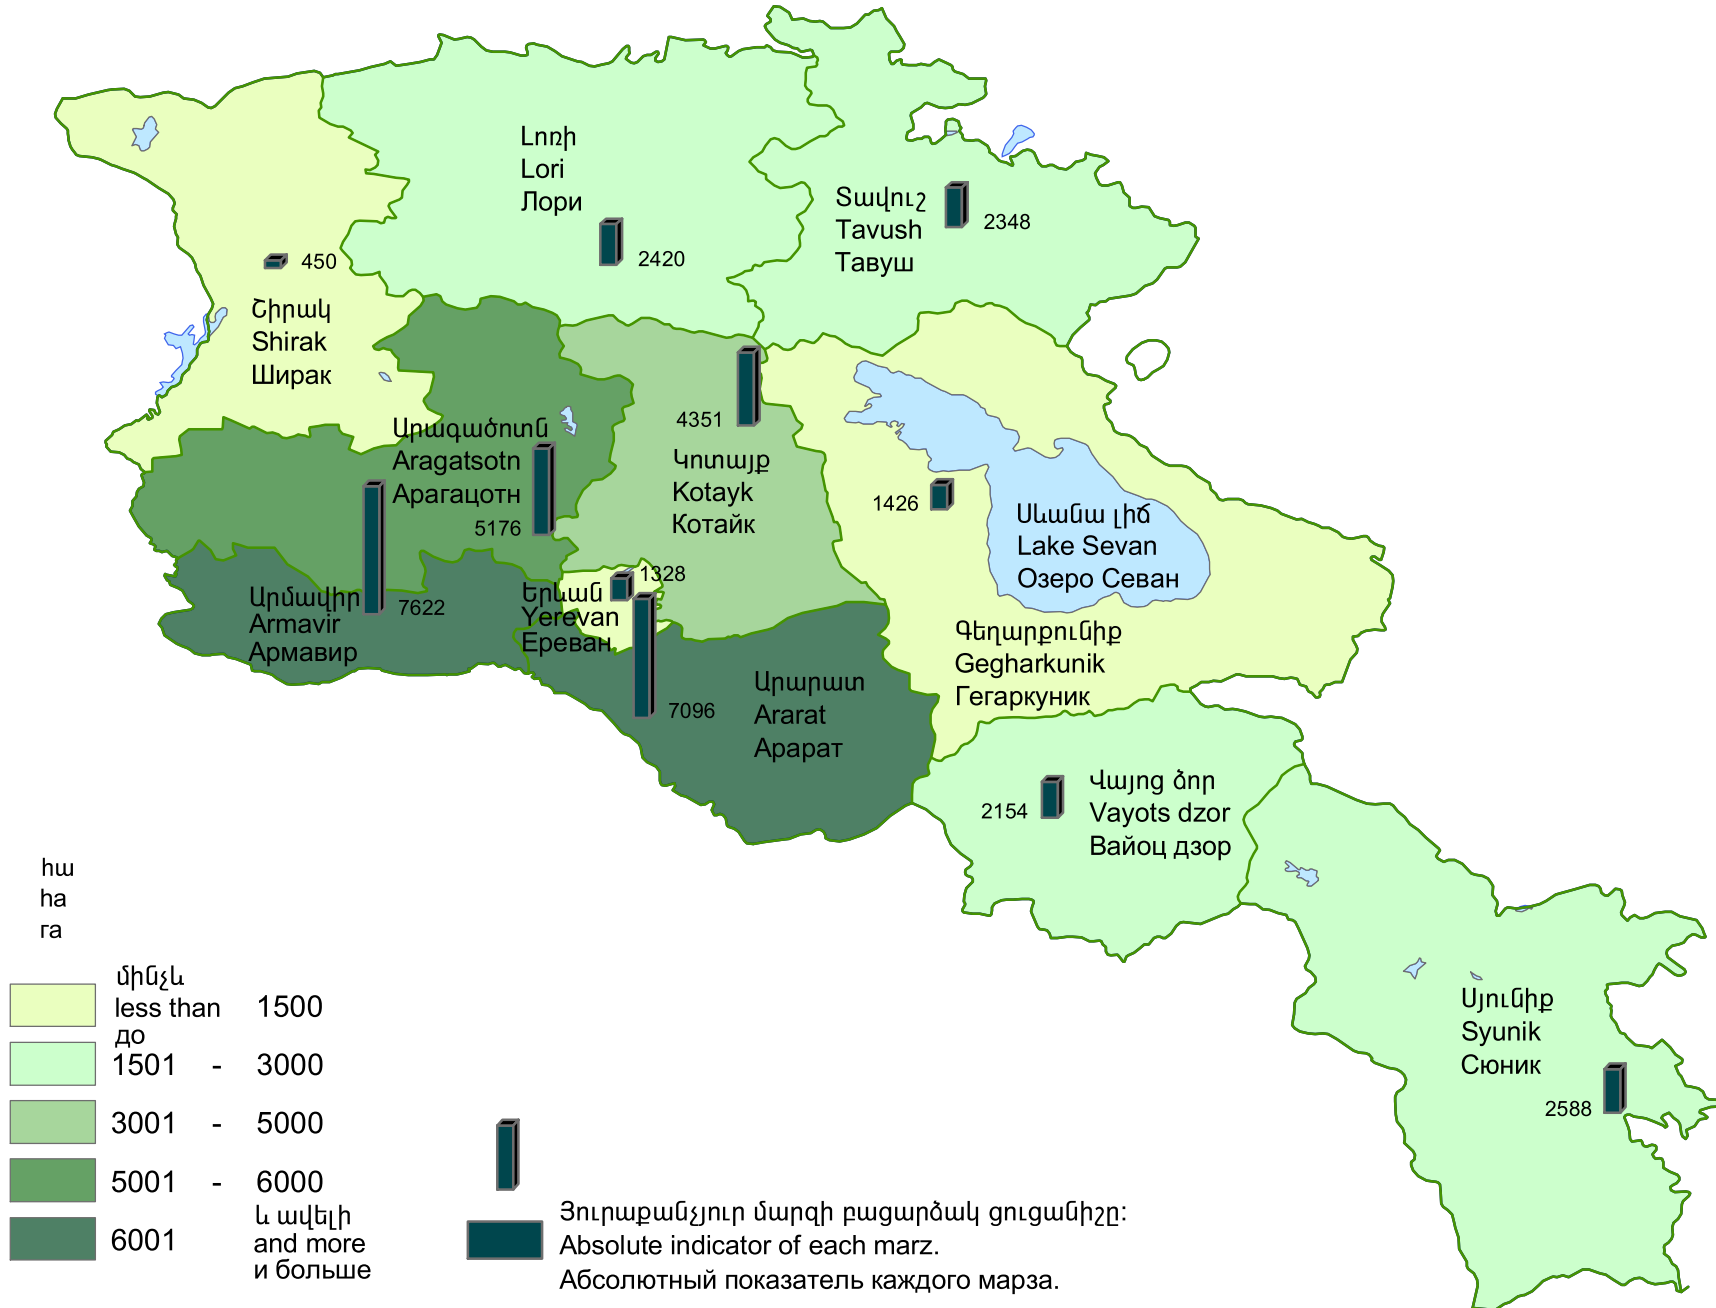 Լոռի
Lori
Лори
2420
Տավուշ
Tavush
Тавуш
2348
450
Շիրակ
Shirak
Ширак
Արագածոտն
Aragatsotn
Арагацотн
5176
4351
Կոտայք
Kotayk
Котайк
1426
Սևանա լիճ
Lake Sevan
Озеро Севан
Արմավիր
Armavir
Армавир
7622
1328
Երևան
Yerevan
Ереван
Գեղարքունիք
Gegharkunik
Гегаркуник
7096
Արարատ
Ararat
Арарат
2154
Վայոց ձոր
Vayots dzor
Вайоц дзор
Սյունիք
Syunik
Сюник
2588
հա
ha
га
մինչև
less than 1500
до
1501 - 3000
3001 - 5000
5001 - 6000
6001 և ավելի
and more
и больше
Յուրաքանչյուր մարզի բացարձակ ցուցանիշը:
Absolute indicator of each marz.
Абсолютный показатель каждого марза.